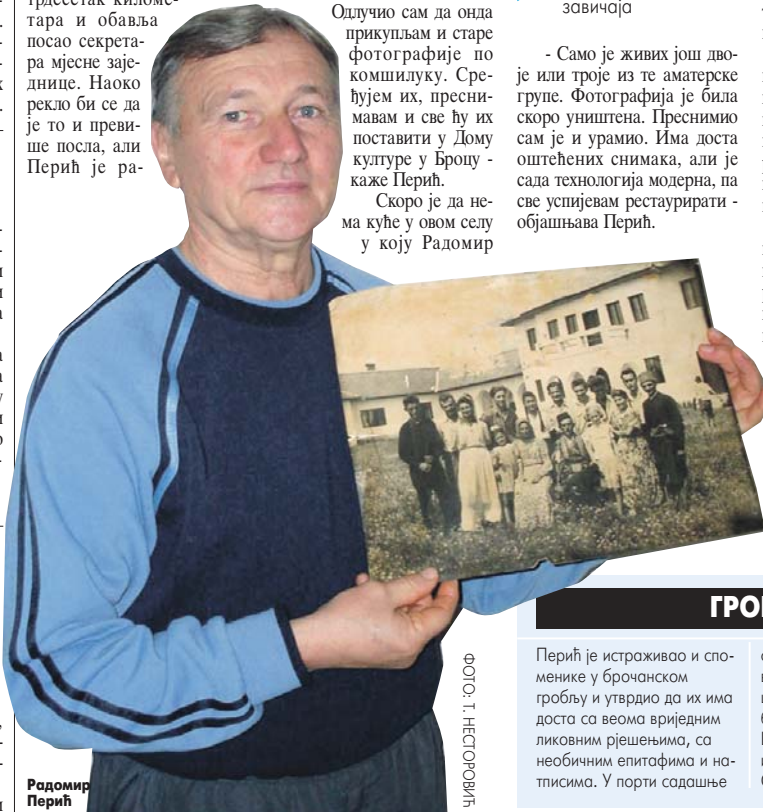 тара и обавља
посао секрета-
ра мјесне заје-
днице. Наоко
рекло би се да
је то и преви-
ше посла, али
Перић је ра-
Одлучио сам да онда
прикупљам и старе
фотографије по
комшилуку. Сре-
ђујем их, пресни-
мавам и све ћу их
поставити у Дому
културе у Броцу -
каже Перић.
Скоро је да не-
ма куће у овом селу
у коју Радомир
завичаја
- Само је живих још дво-
је или троје из те аматерске
групе. Фотографија је била
скоро уништена. Преснимио
сам је и урамио. Има доста
оштећених снимака, али је
сада технологија модерна, па
све успијевам рестаурирати -
објашњава Перић.
Радомир
Перић
ФОТО: Т. НЕСТОРОВИЋ
Перић је истраживао и спо-
менике у брочанском
гробљу и утврдио да их има
доста са веома вриједним
ликовним рјешењима, са
необичним епитафима и на-
тписима. У порти садашње